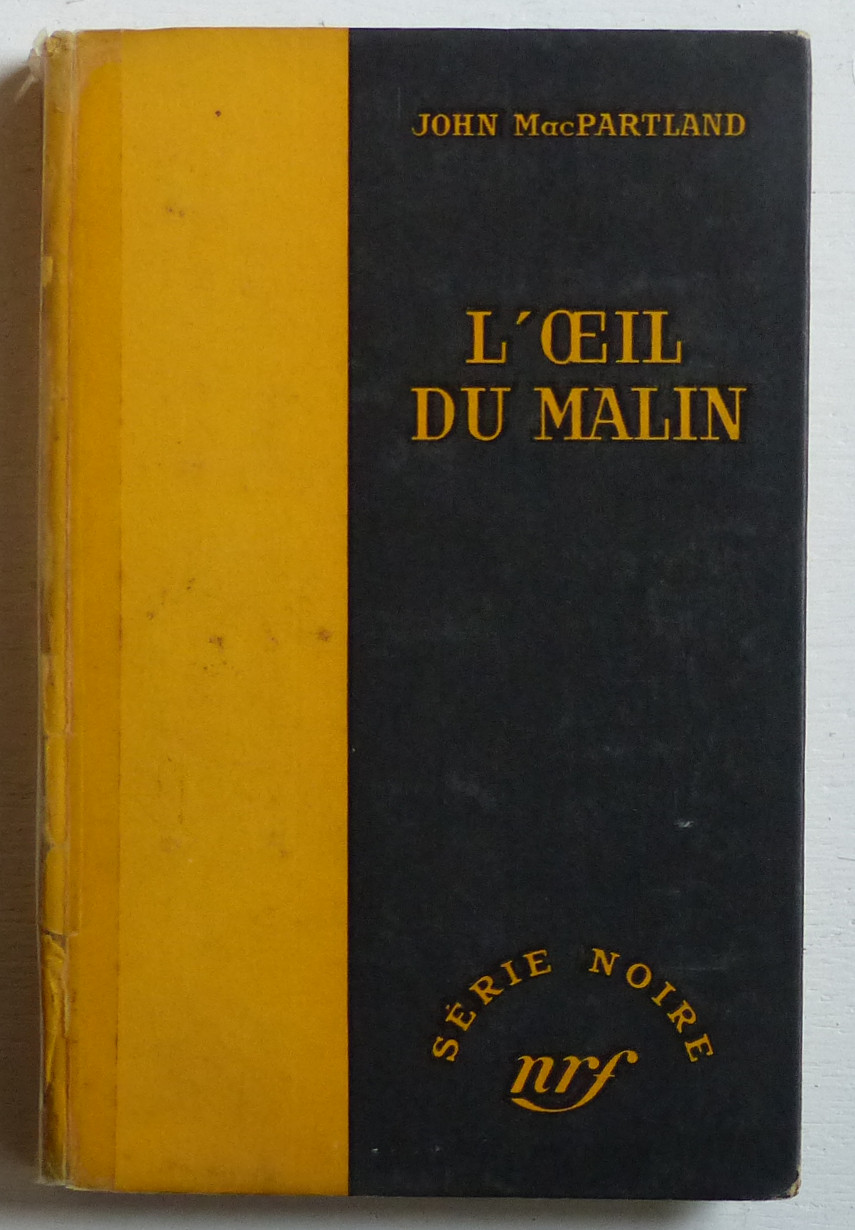 JOHN MacPARTLAND
L'ŒIL
DU MALIN
SÉRIE NOIRE
nrf